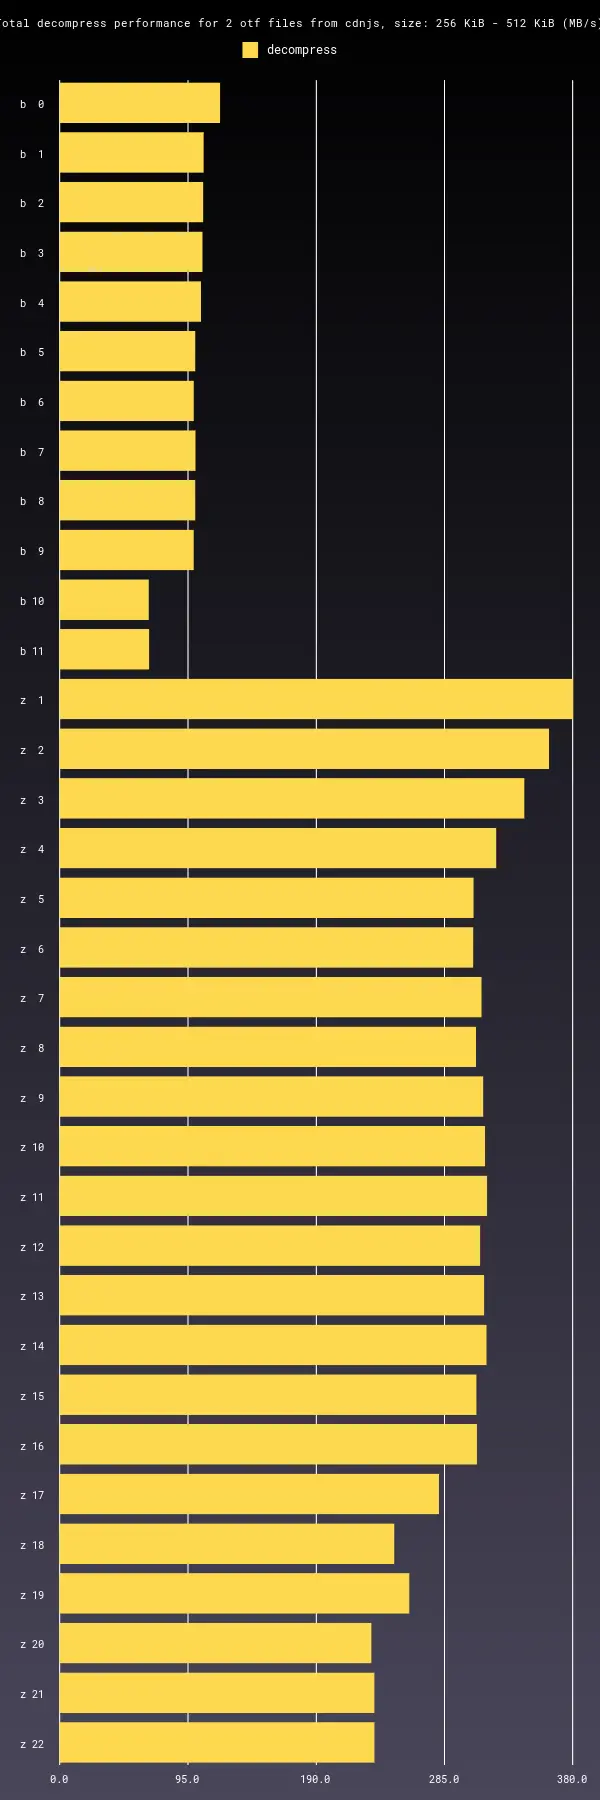 otal decompress performance for 2 otf files from cdnjs, size: 256 KiB - 512 KiB (MB/s)
decompress
b 0
b 1
b 2
b 3
b 4
b 5
b 6
b 7
b 8
b 9
b 10
b 11
z 1
z 2
z 3
z 4
z 5
z 6
z 7
z 8
z 9
z 10
z 11
z 12
z 13
z 14
z 15
z 16
z 17
z 18
z 19
z 20
z 21
z 22
0.0 95.0 190.0 285.0 380.0